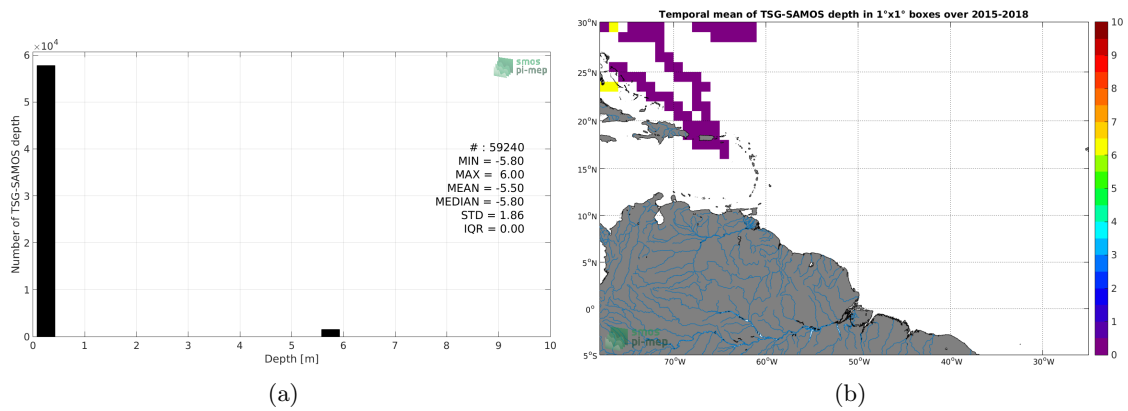 ×10⁴
6
5
4
3
2
1
0
Number of TSG-SAMOS depth
smos
pi-mep
# : 59240
MIN = -5.80
MAX = 6.00
MEAN = -5.50
MEDIAN = -5.80
STD = 1.86
IQR = 0.00
0 1 2 3 4 5 6 7 8 9 10
Depth [m]
(a)
Temporal mean of TSG-SAMOS depth in 1°x1° boxes over 2015-2018
30°N
25°N
20°N
15°N
10°N
5°N
0°
5°S
smos
pi-mep
70°W 60°W 50°W 40°W 30°W
10
9
8
7
6
5
4
3
2
1
0
(b)